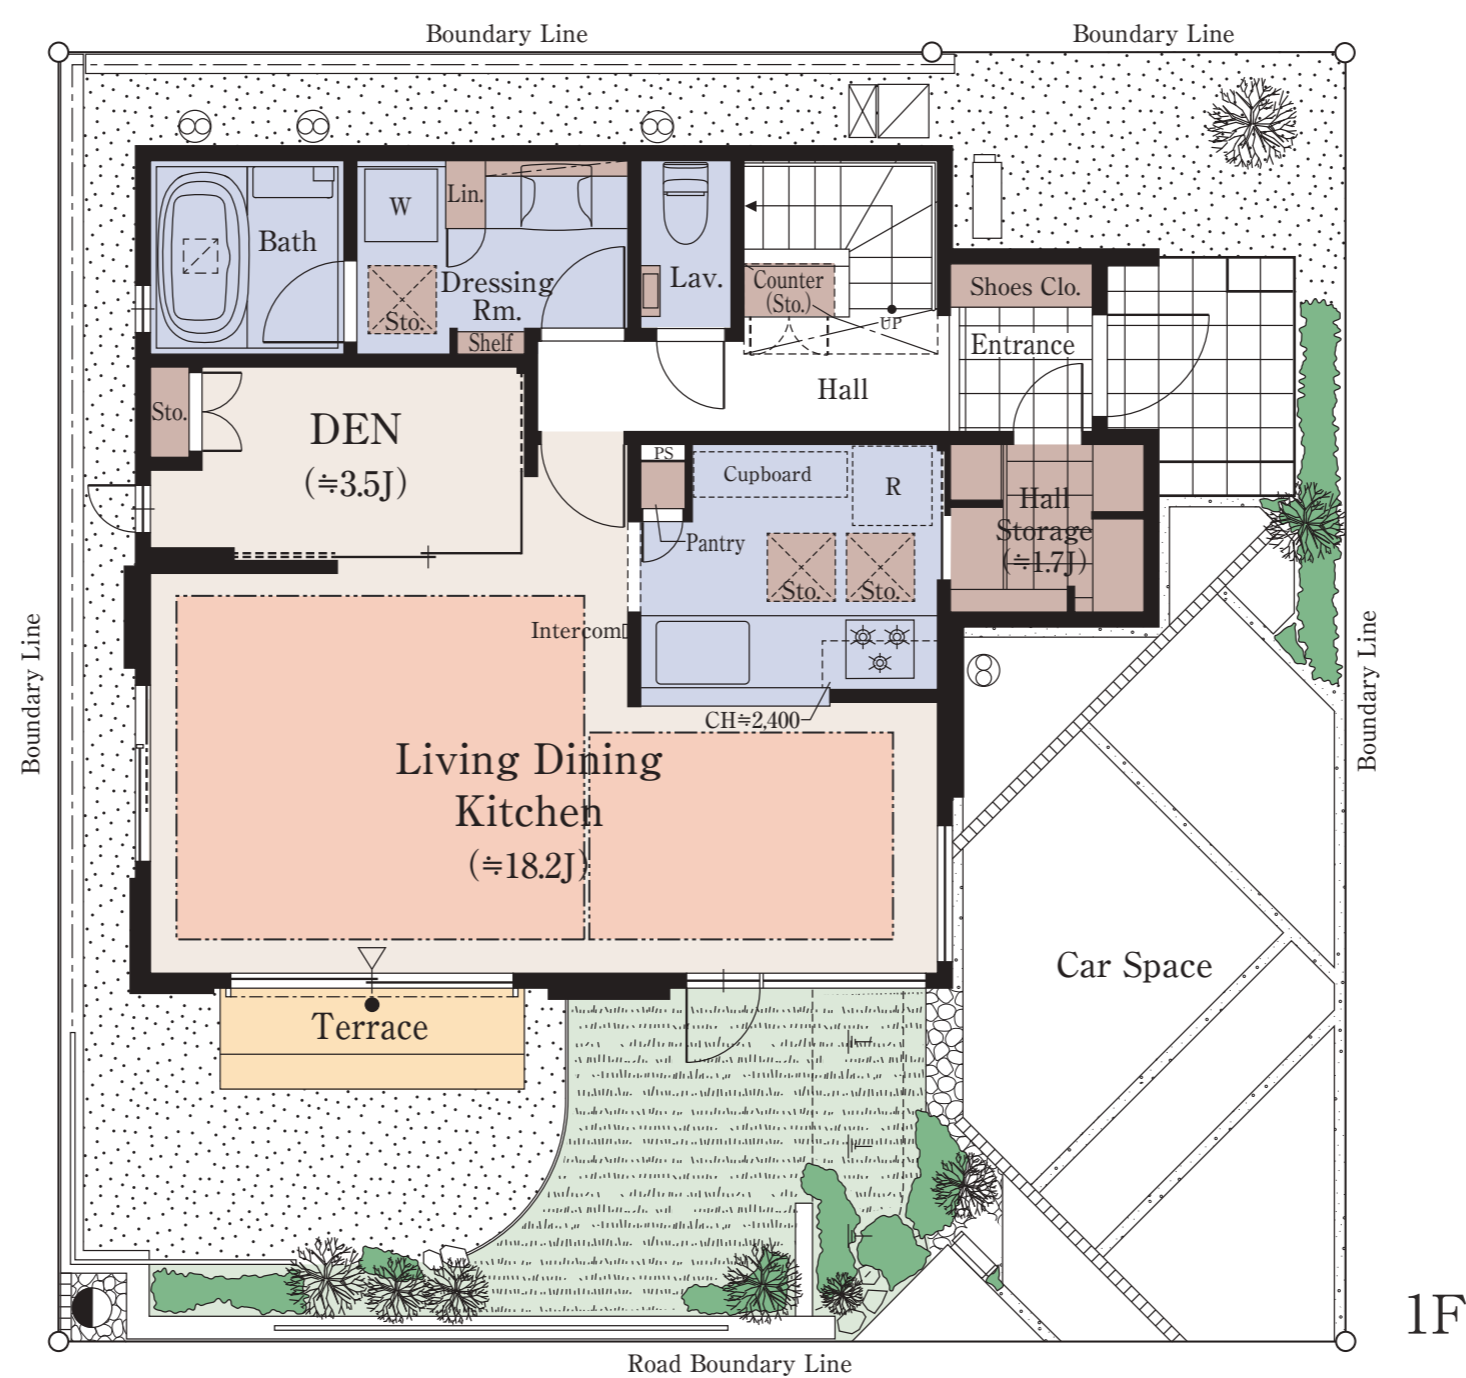 Boundary Line
Boundary Line
W
Lin.
Bath
Dressing
Rm.
Sto.
Shelf
Lav.
Counter
(Sto.)
UP
Shoes Clo.
Entrance
Hall
Sto.
DEN
(≒3.5J)
PS
Cupboard
R
Pantry
Sto.
Sto.
Hall
Storage
(≒1.7J)
Intercom
CH≒2,400
Boundary Line
Boundary Line
Living Dining
Kitchen
(≒18.2J)
Car Space
Terrace
1F
Road Boundary Line